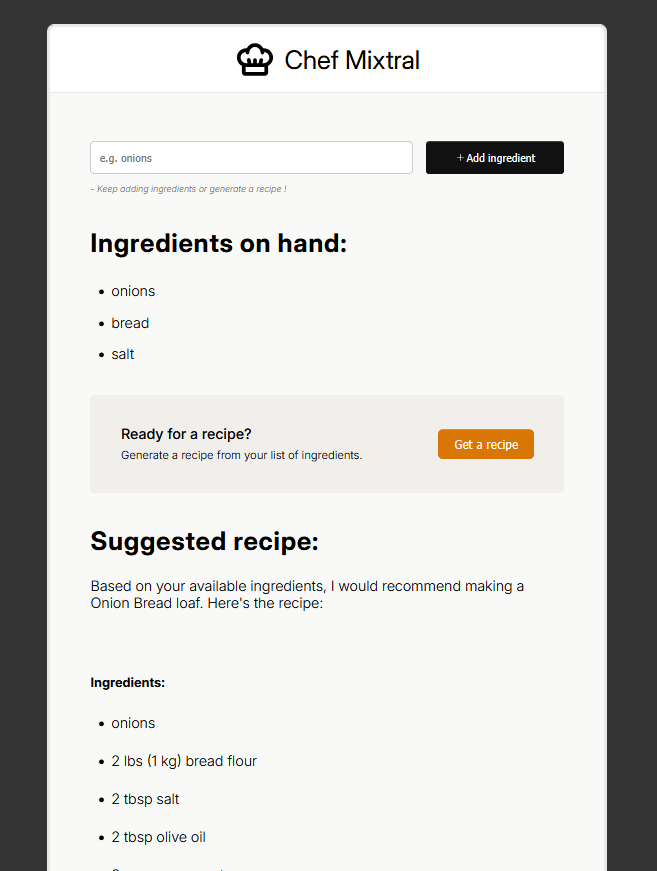 Chef Mixtral
e.g. onions
+ Add ingredient
- Keep adding ingredients or generate a recipe !
Ingredients on hand:
• onions
• bread
• salt
Ready for a recipe?
Generate a recipe from your list of ingredients.
Get a recipe
Suggested recipe:
Based on your available ingredients, I would recommend making a
Onion Bread loaf. Here's the recipe:
Ingredients:
• onions
• 2 lbs (1 kg) bread flour
• 2 tbsp salt
• 2 tbsp olive oil